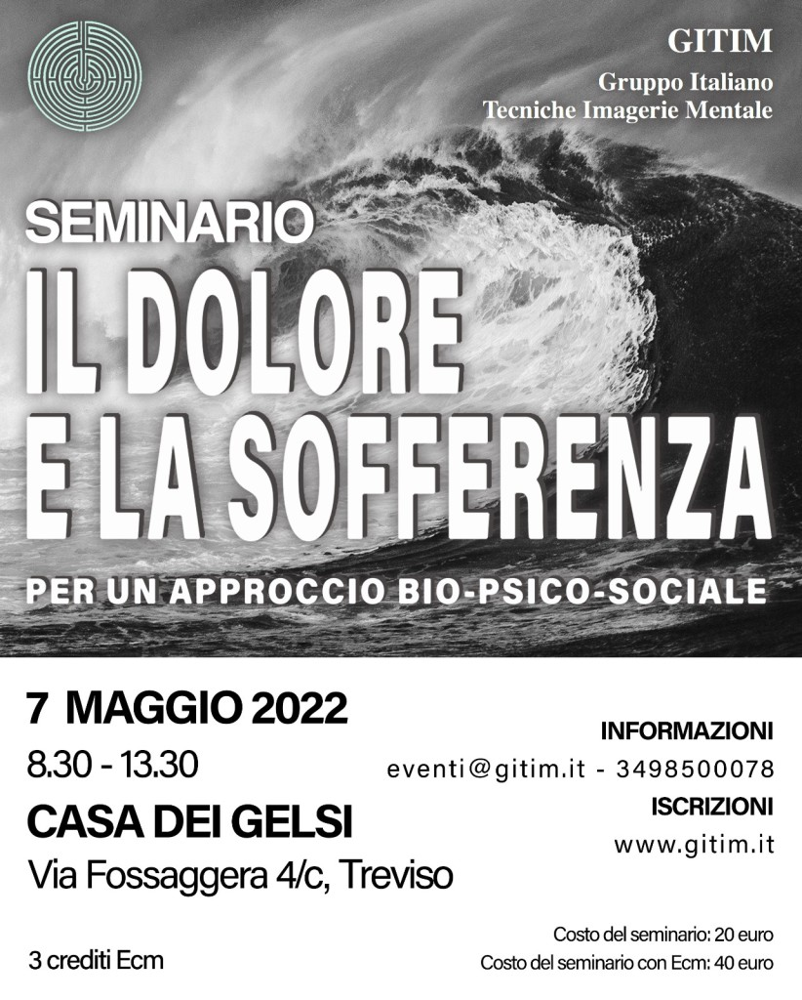 GITIM
Gruppo Italiano
Tecniche Imagerie Mentale
SEMINARIO
IL DOLORE
E LA SOFFERENZA
PER UN APPROCCIO BIO-PSICO-SOCIALE
7 MAGGIO 2022
8.30 - 13.30
CASA DEI GELSI
Via Fossaggera 4/c, Treviso
3 crediti Ecm
INFORMAZIONI
eventi@gitim.it - 3498500078
ISCRIZIONI
www.gitim.it
Costo del seminario: 20 euro
Costo del seminario con Ecm: 40 euro